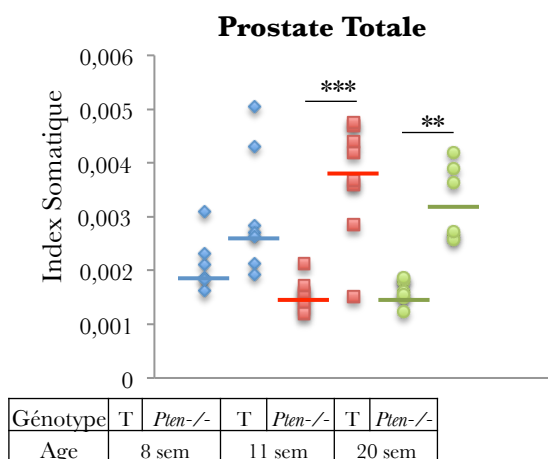 Prostate Totale
Index Somatique
0,006
0,005
0,004
0,003
0,002
0,001
0
***
**
Génotype T Pten-/- T Pten-/- T Pten-/-
Age 8 sem 11 sem 20 sem